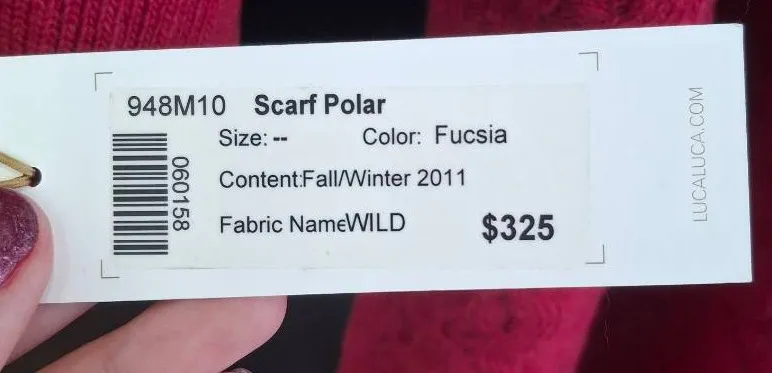 948M10 Scarf Polar
Size: -- Color: Fucsia
Content:Fall/Winter 2011
Fabric NameWILD $325
060158
LUCALUCA.COM